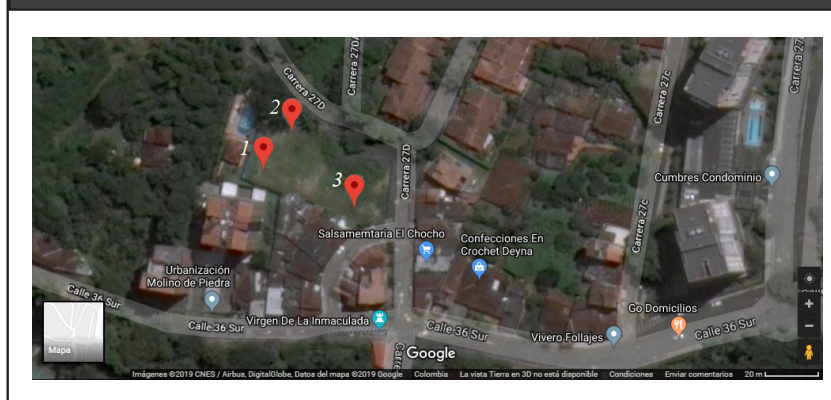 Carrera 27DA
Carrera 27
Carrera 27D
Carrera 27c
2
1
3
Carrera 27D
Cumbres Condominio
Carrera 27c
Salsamemtaria El Chocho
Confecciones En
Crochet Deyna
Urbanización
Molino de Piedra
Calle 36 Sur
Go Domicilios
Virgen De La Inmaculada
Calle 36 Sur
Calle 36 Sur
Vivero Follajes
Calle 36 Sur
Mapa
Google
Imágenes ©2019 CNES / Airbus, DigitalGlobe, Datos del mapa ©2019 Google Colombia La vista Tierra en 3D no está disponible Condiciones Enviar comentarios 20 m